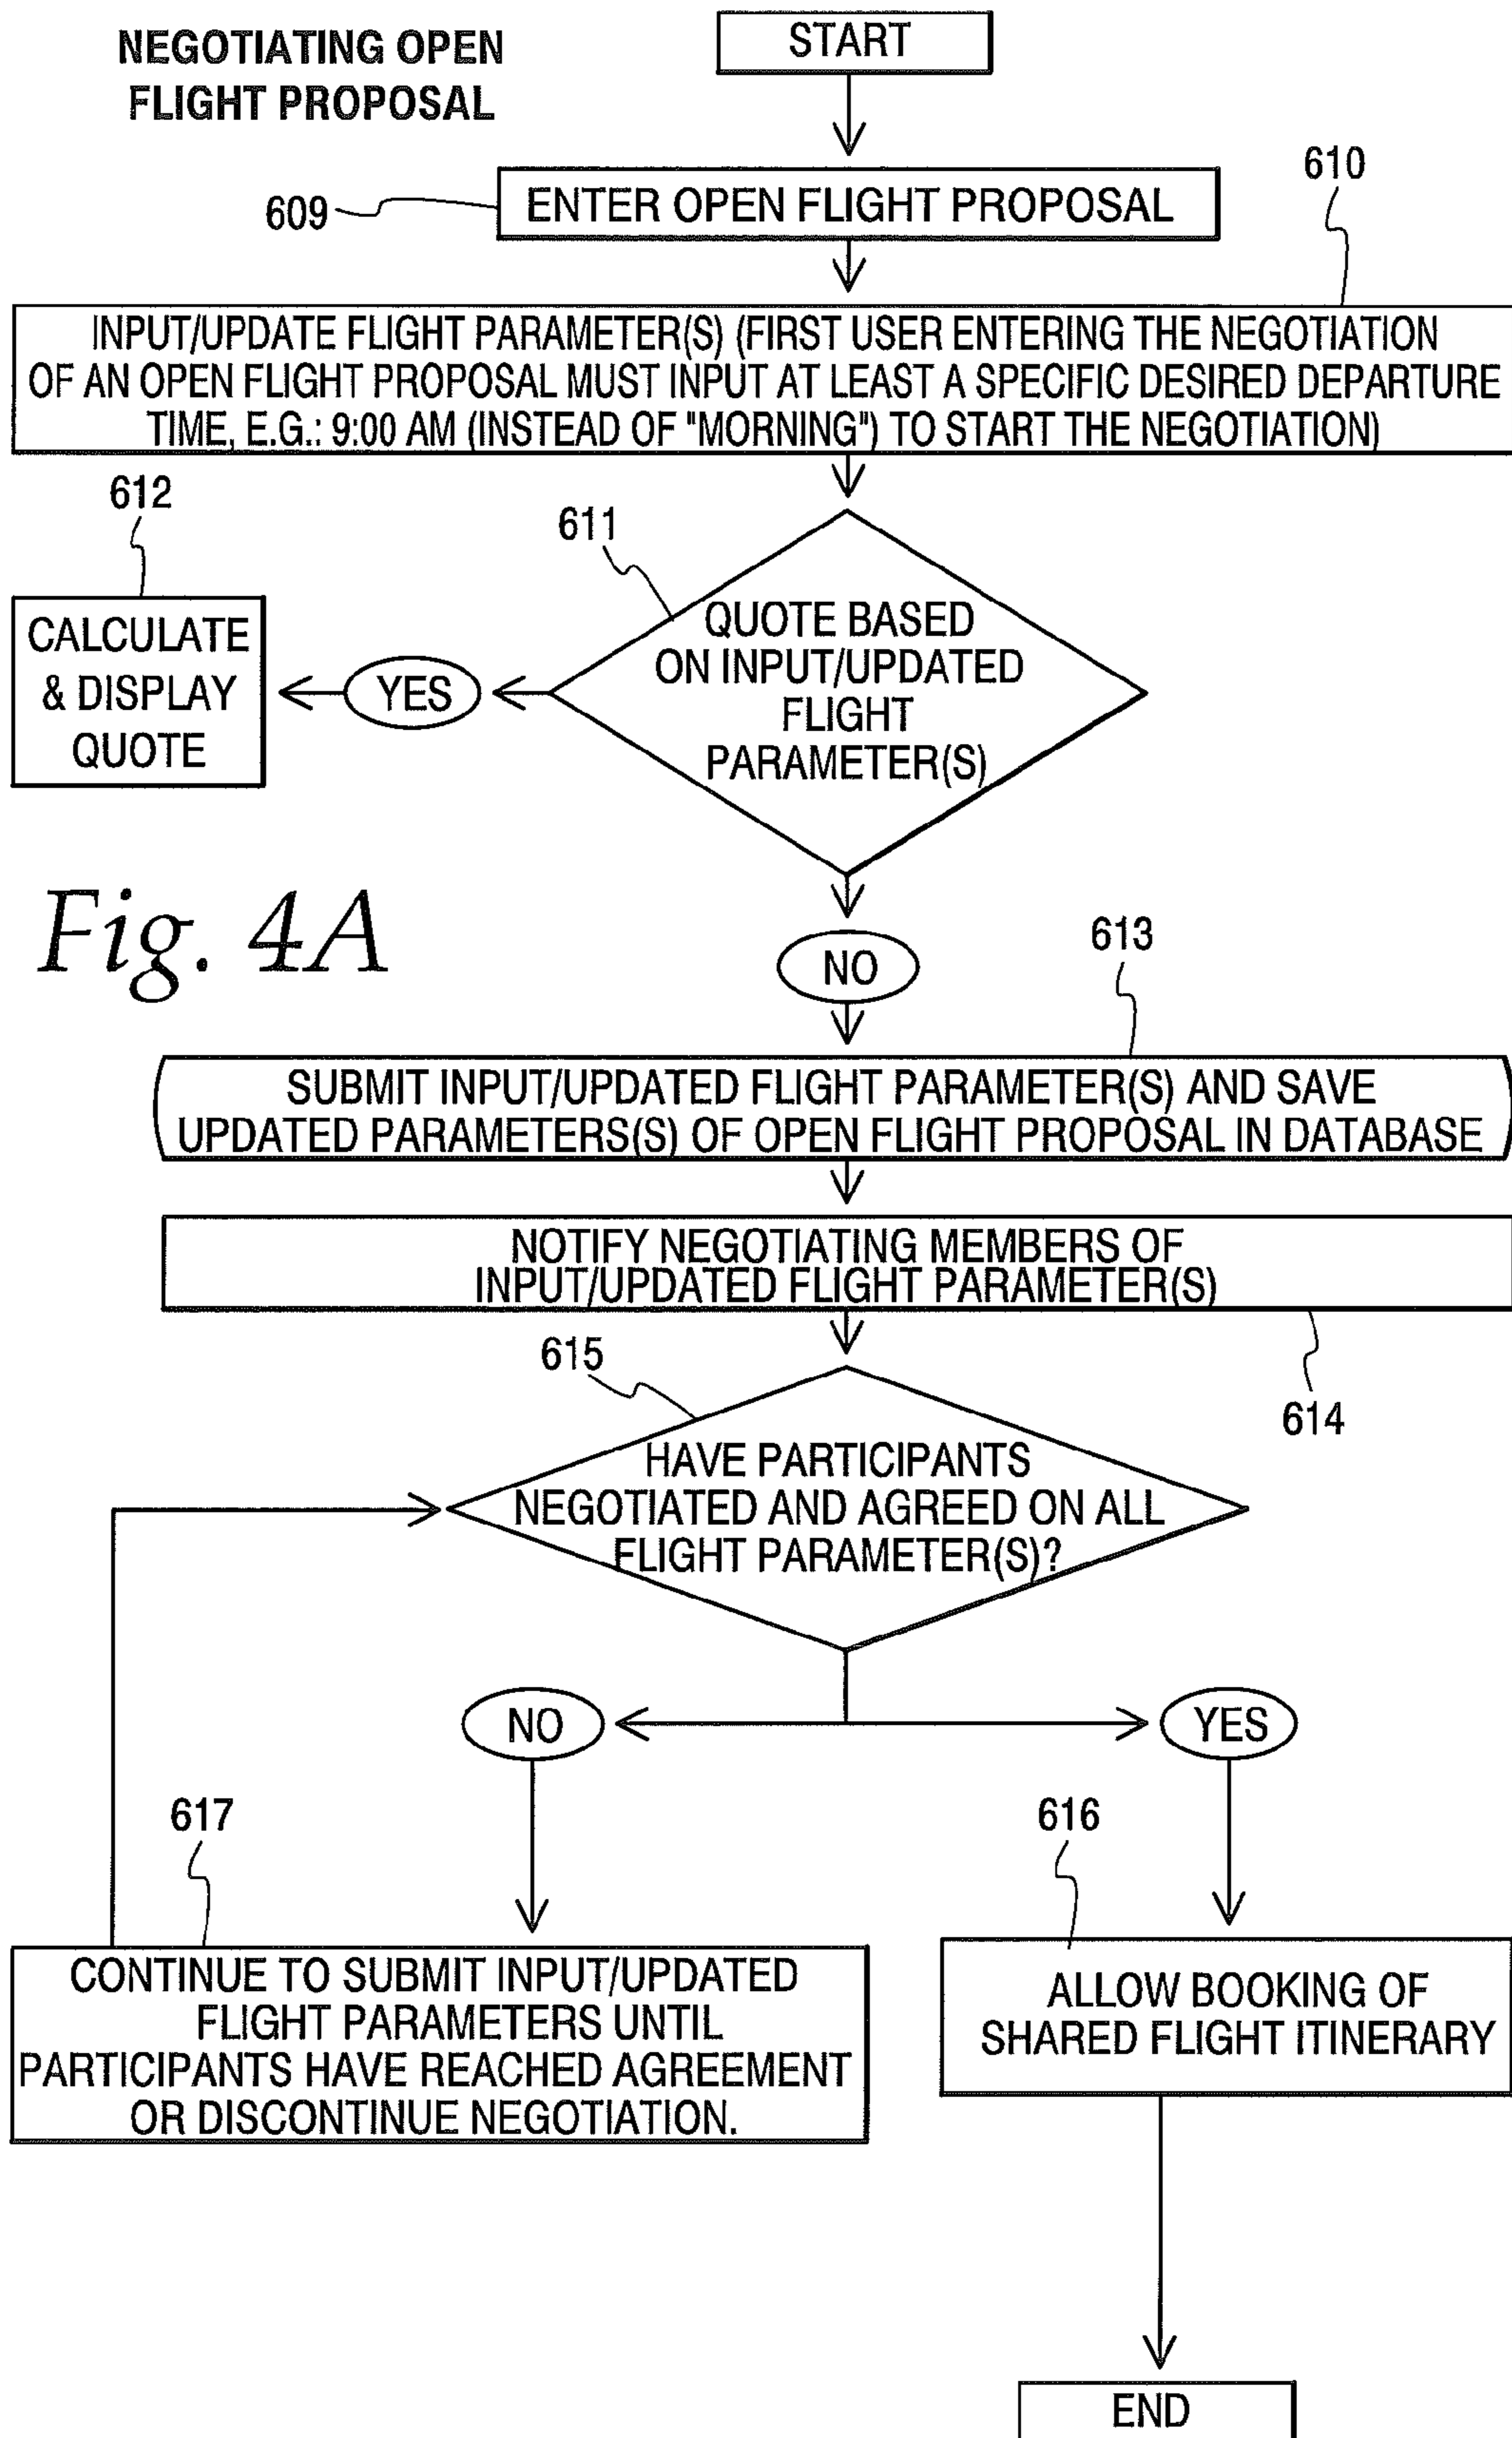 NEGOTIATING OPEN
FLIGHT PROPOSAL
START
609
ENTER OPEN FLIGHT PROPOSAL
610
INPUT/UPDATE FLIGHT PARAMETER(S) (FIRST USER ENTERING THE NEGOTIATION
OF AN OPEN FLIGHT PROPOSAL MUST INPUT AT LEAST A SPECIFIC DESIRED DEPARTURE
TIME, E.G.: 9:00 AM (INSTEAD OF "MORNING") TO START THE NEGOTIATION)
612
611
CALCULATE
& DISPLAY
QUOTE
YES
QUOTE BASED
ON INPUT/UPDATED
FLIGHT
PARAMETER(S)
Fig. 4A
NO
613
SUBMIT INPUT/UPDATED FLIGHT PARAMETER(S) AND SAVE
UPDATED PARAMETERS(S) OF OPEN FLIGHT PROPOSAL IN DATABASE
NOTIFY NEGOTIATING MEMBERS OF
INPUT/UPDATED FLIGHT PARAMETER(S)
614
615
HAVE PARTICIPANTS
NEGOTIATED AND AGREED ON ALL
FLIGHT PARAMETER(S)?
NO
YES
617
616
CONTINUE TO SUBMIT INPUT/UPDATED
FLIGHT PARAMETERS UNTIL
PARTICIPANTS HAVE REACHED AGREEMENT
OR DISCONTINUE NEGOTIATION.
ALLOW BOOKING OF
SHARED FLIGHT ITINERARY
END